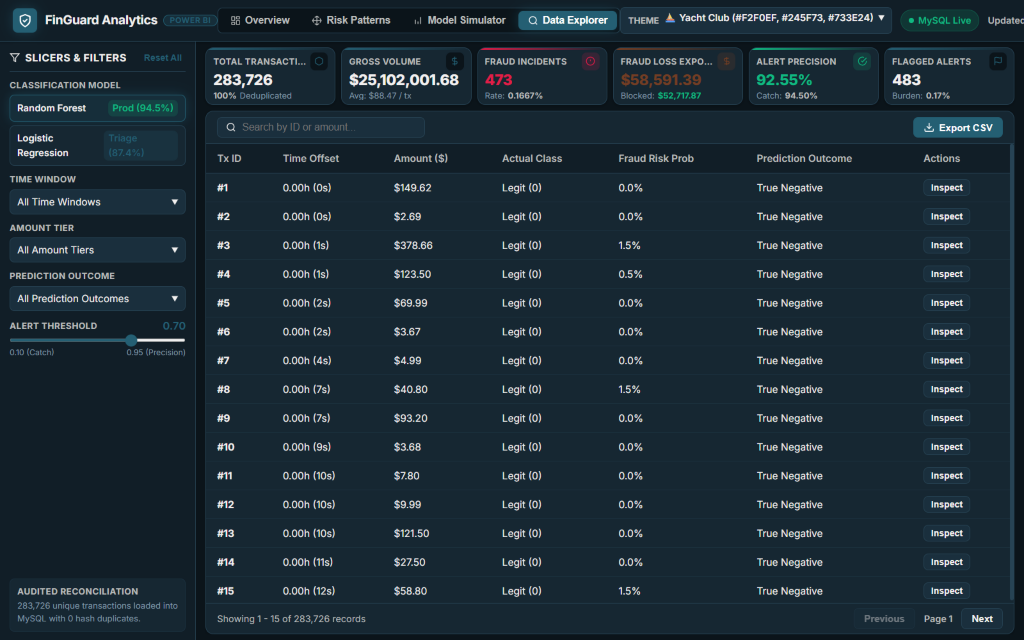 FinGuard Analytics POWER BI Overview Risk Patterns Model Simulator Data Explorer THEME ⛵ Yacht Club (#F2F0EF, #245F73, #733E24) ▼ MySQL Live Updated
SLICERS & FILTERS Reset All
CLASSIFICATION MODEL
Random Forest Prod (94.5%)
Logistic Regression Triage (87.4%)
TIME WINDOW
All Time Windows ▼
AMOUNT TIER
All Amount Tiers ▼
PREDICTION OUTCOME
All Prediction Outcomes ▼
ALERT THRESHOLD 0.70
0.10 (Catch) 0.95 (Precision)
AUDITED RECONCILIATION
283,726 unique transactions loaded into
MySQL with 0 hash duplicates.
TOTAL TRANSACTI...
283,726
100% Deduplicated
GROSS VOLUME $
$25,102,001.68
Avg: $88.47 / tx
FRAUD INCIDENTS
473
Rate: 0.1667%
FRAUD LOSS EXPO... $
$58,591.39
Blocked: $52,717.87
ALERT PRECISION
92.55%
Catch: 94.50%
FLAGGED ALERTS
483
Burden: 0.17%
Search by ID or amount... Export CSV
Tx ID Time Offset Amount ($) Actual Class Fraud Risk Prob Prediction Outcome Actions
#1 0.00h (0s) $149.62 Legit (0) 0.0% True Negative Inspect
#2 0.00h (0s) $2.69 Legit (0) 0.0% True Negative Inspect
#3 0.00h (1s) $378.66 Legit (0) 1.5% True Negative Inspect
#4 0.00h (1s) $123.50 Legit (0) 0.5% True Negative Inspect
#5 0.00h (2s) $69.99 Legit (0) 0.0% True Negative Inspect
#6 0.00h (2s) $3.67 Legit (0) 0.0% True Negative Inspect
#7 0.00h (4s) $4.99 Legit (0) 0.0% True Negative Inspect
#8 0.00h (7s) $40.80 Legit (0) 1.5% True Negative Inspect
#9 0.00h (7s) $93.20 Legit (0) 0.0% True Negative Inspect
#10 0.00h (9s) $3.68 Legit (0) 0.0% True Negative Inspect
#11 0.00h (10s) $7.80 Legit (0) 0.0% True Negative Inspect
#12 0.00h (10s) $9.99 Legit (0) 0.0% True Negative Inspect
#13 0.00h (10s) $121.50 Legit (0) 0.0% True Negative Inspect
#14 0.00h (11s) $27.50 Legit (0) 0.0% True Negative Inspect
#15 0.00h (12s) $58.80 Legit (0) 1.5% True Negative Inspect
Showing 1 - 15 of 283,726 records Previous Page 1 Next